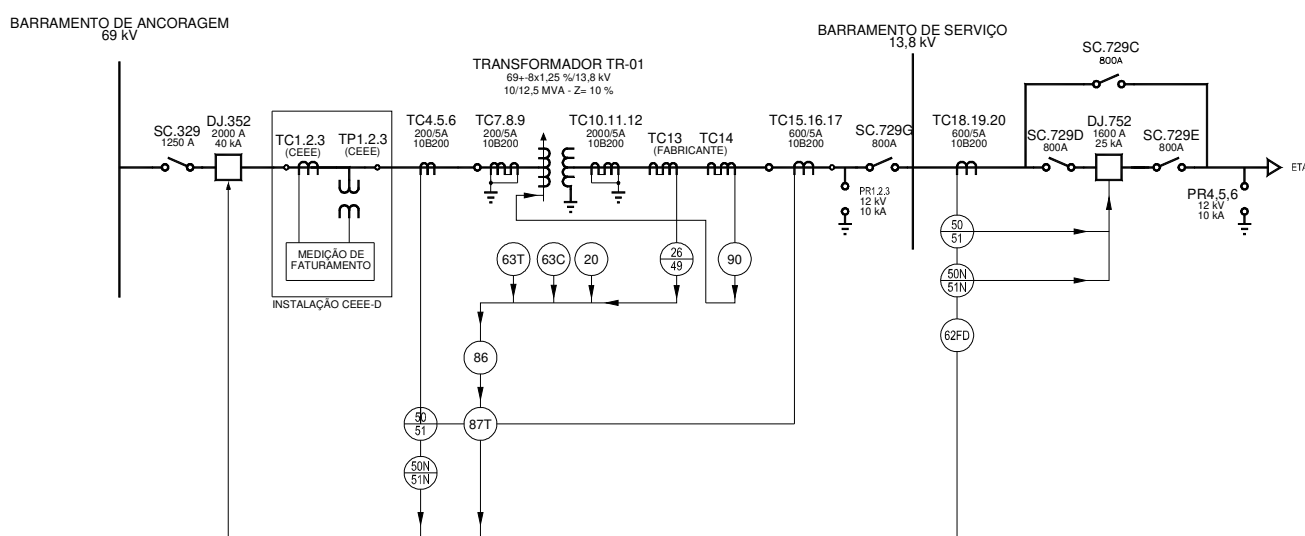 BARRAMENTO DE ANCORAGEM
69 kV
SC.329
1250 A
DJ.352
2000 A
40 kA
TC1.2.3
(CEEE)
TP1.2.3
(CEEE)
MEDIÇÃO DE
FATURAMENTO
INSTALAÇÃO CEEE-D
TC4.5.6
200/5A
10B200
TRANSFORMADOR TR-01
69+-8x1,25 %/13,8 kV
10/12,5 MVA - Z= 10 %
TC7.8.9
200/5A
10B200
TC10.11.12
2000/5A
10B200
TC13
TC14
(FABRICANTE)
TC15.16.17
600/5A
10B200
SC.729G
800A
PR1.2.3
12 kV
10 kA
BARRAMENTO DE SERVIÇO
13,8 kV
TC18.19.20
600/5A
10B200
SC.729C
800A
SC.729D
800A
DJ.752
1600 A
25 kA
SC.729E
800A
PR4,5,6
12 kV
10 kA
ETA
63T
63C
20
26
49
90
86
87T
50
51
50N
51N
50
51
50N
51N
62FD